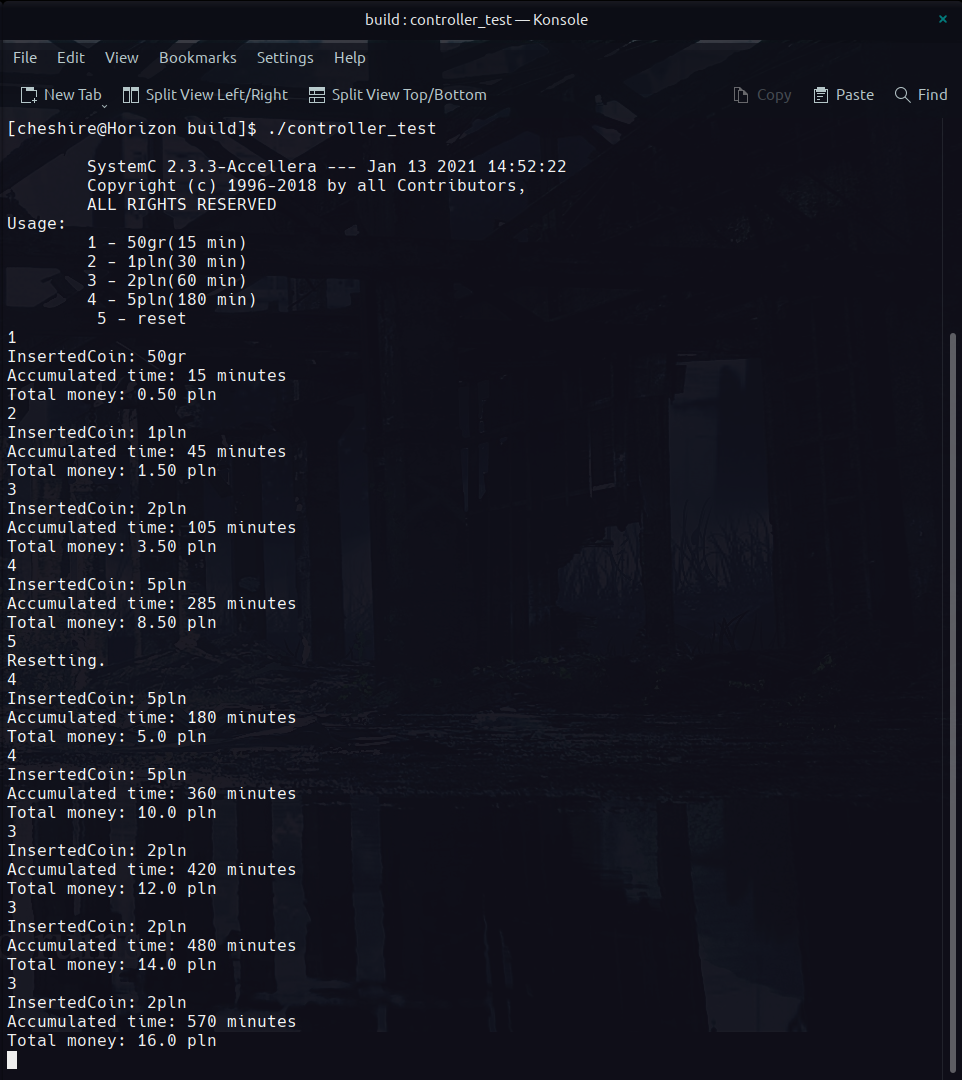 build : controller_test — Konsole
File Edit View Bookmarks Settings Help
New Tab Split View Left/Right Split View Top/Bottom Copy Paste Find
[cheshire@Horizon build]$ ./controller_test
SystemC 2.3.3-Accellera --- Jan 13 2021 14:52:22
Copyright (c) 1996-2018 by all Contributors,
ALL RIGHTS RESERVED
Usage:
1 - 50gr(15 min)
2 - 1pln(30 min)
3 - 2pln(60 min)
4 - 5pln(180 min)
5 - reset
1
InsertedCoin: 50gr
Accumulated time: 15 minutes
Total money: 0.50 pln
2
InsertedCoin: 1pln
Accumulated time: 45 minutes
Total money: 1.50 pln
3
InsertedCoin: 2pln
Accumulated time: 105 minutes
Total money: 3.50 pln
4
InsertedCoin: 5pln
Accumulated time: 285 minutes
Total money: 8.50 pln
5
Resetting.
4
InsertedCoin: 5pln
Accumulated time: 180 minutes
Total money: 5.0 pln
4
InsertedCoin: 5pln
Accumulated time: 360 minutes
Total money: 10.0 pln
3
InsertedCoin: 2pln
Accumulated time: 420 minutes
Total money: 12.0 pln
3
InsertedCoin: 2pln
Accumulated time: 480 minutes
Total money: 14.0 pln
3
InsertedCoin: 2pln
Accumulated time: 570 minutes
Total money: 16.0 pln